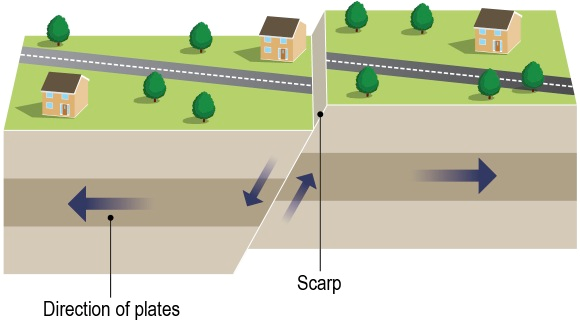 Scarp
Direction of plates